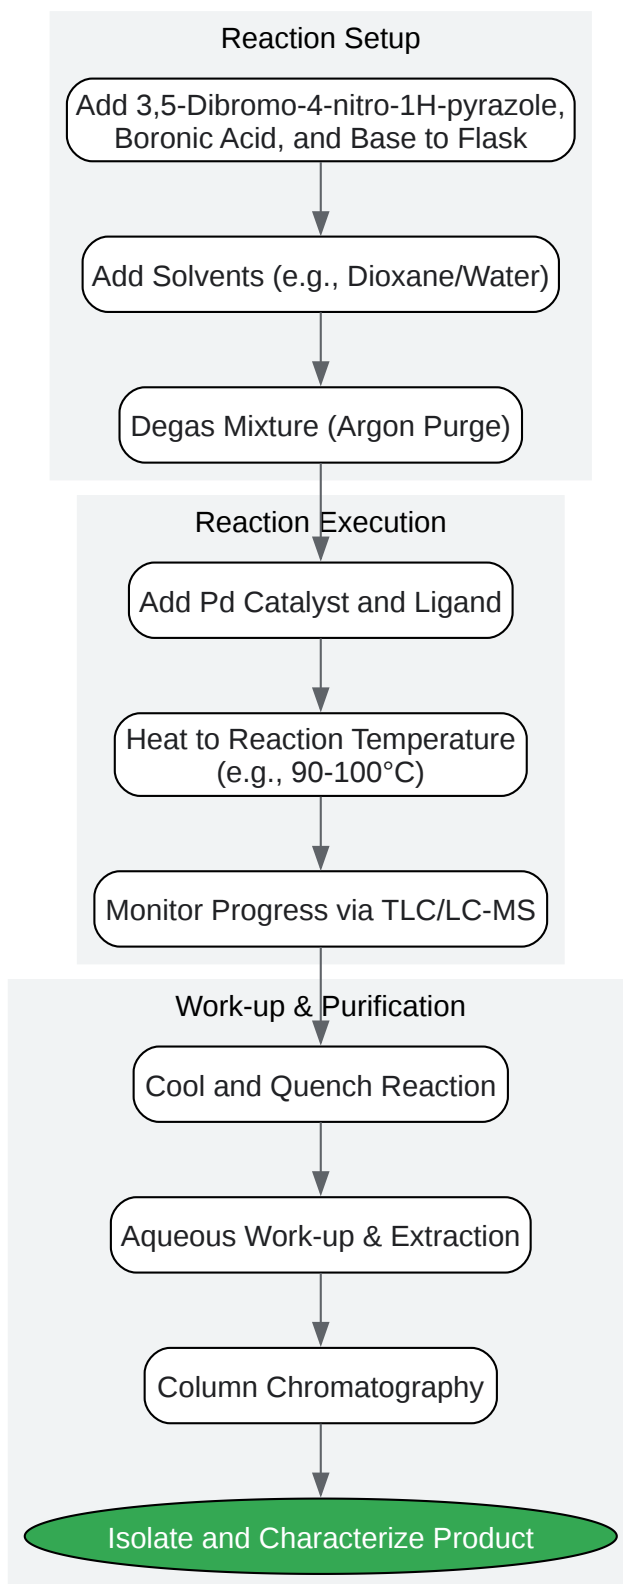 Reaction Setup
Add 3,5-Dibromo-4-nitro-1H-pyrazole,
Boronic Acid, and Base to Flask
Add Solvents (e.g., Dioxane/Water)
Degas Mixture (Argon Purge)
Reaction Execution
Add Pd Catalyst and Ligand
Heat to Reaction Temperature
(e.g., 90-100°C)
Monitor Progress via TLC/LC-MS
Work-up & Purification
Cool and Quench Reaction
Aqueous Work-up & Extraction
Column Chromatography
Isolate and Characterize Product